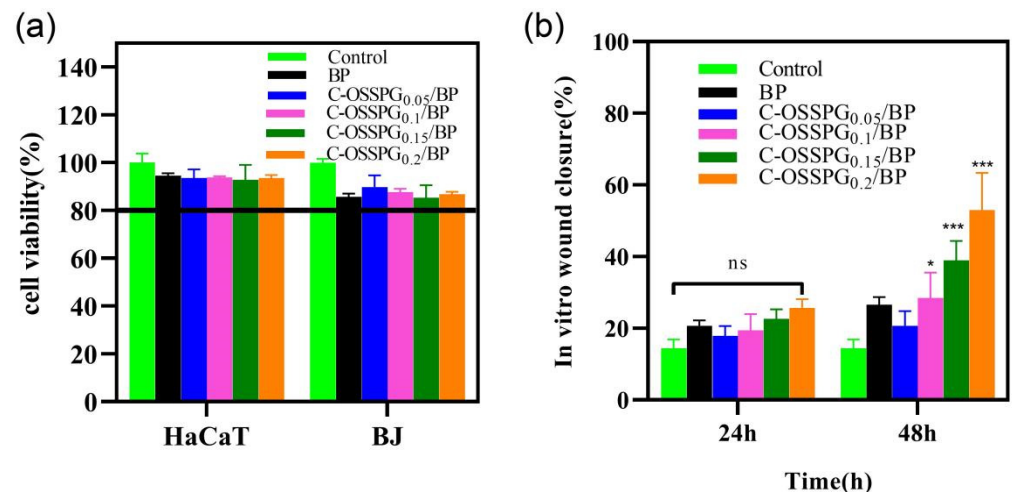 (a)
cell viability(%)
140
120
100
80
60
40
20
0
Control
BP
C-OSSPG0.05/BP
C-OSSPG0.1/BP
C-OSSPG0.15/BP
C-OSSPG0.2/BP
HaCaT
BJ
(b)
In vitro wound closure(%)
100
80
60
40
20
0
Control
BP
C-OSSPG0.05/BP
C-OSSPG0.1/BP
C-OSSPG0.15/BP
C-OSSPG0.2/BP
ns
*
***
***
24h
48h
Time(h)